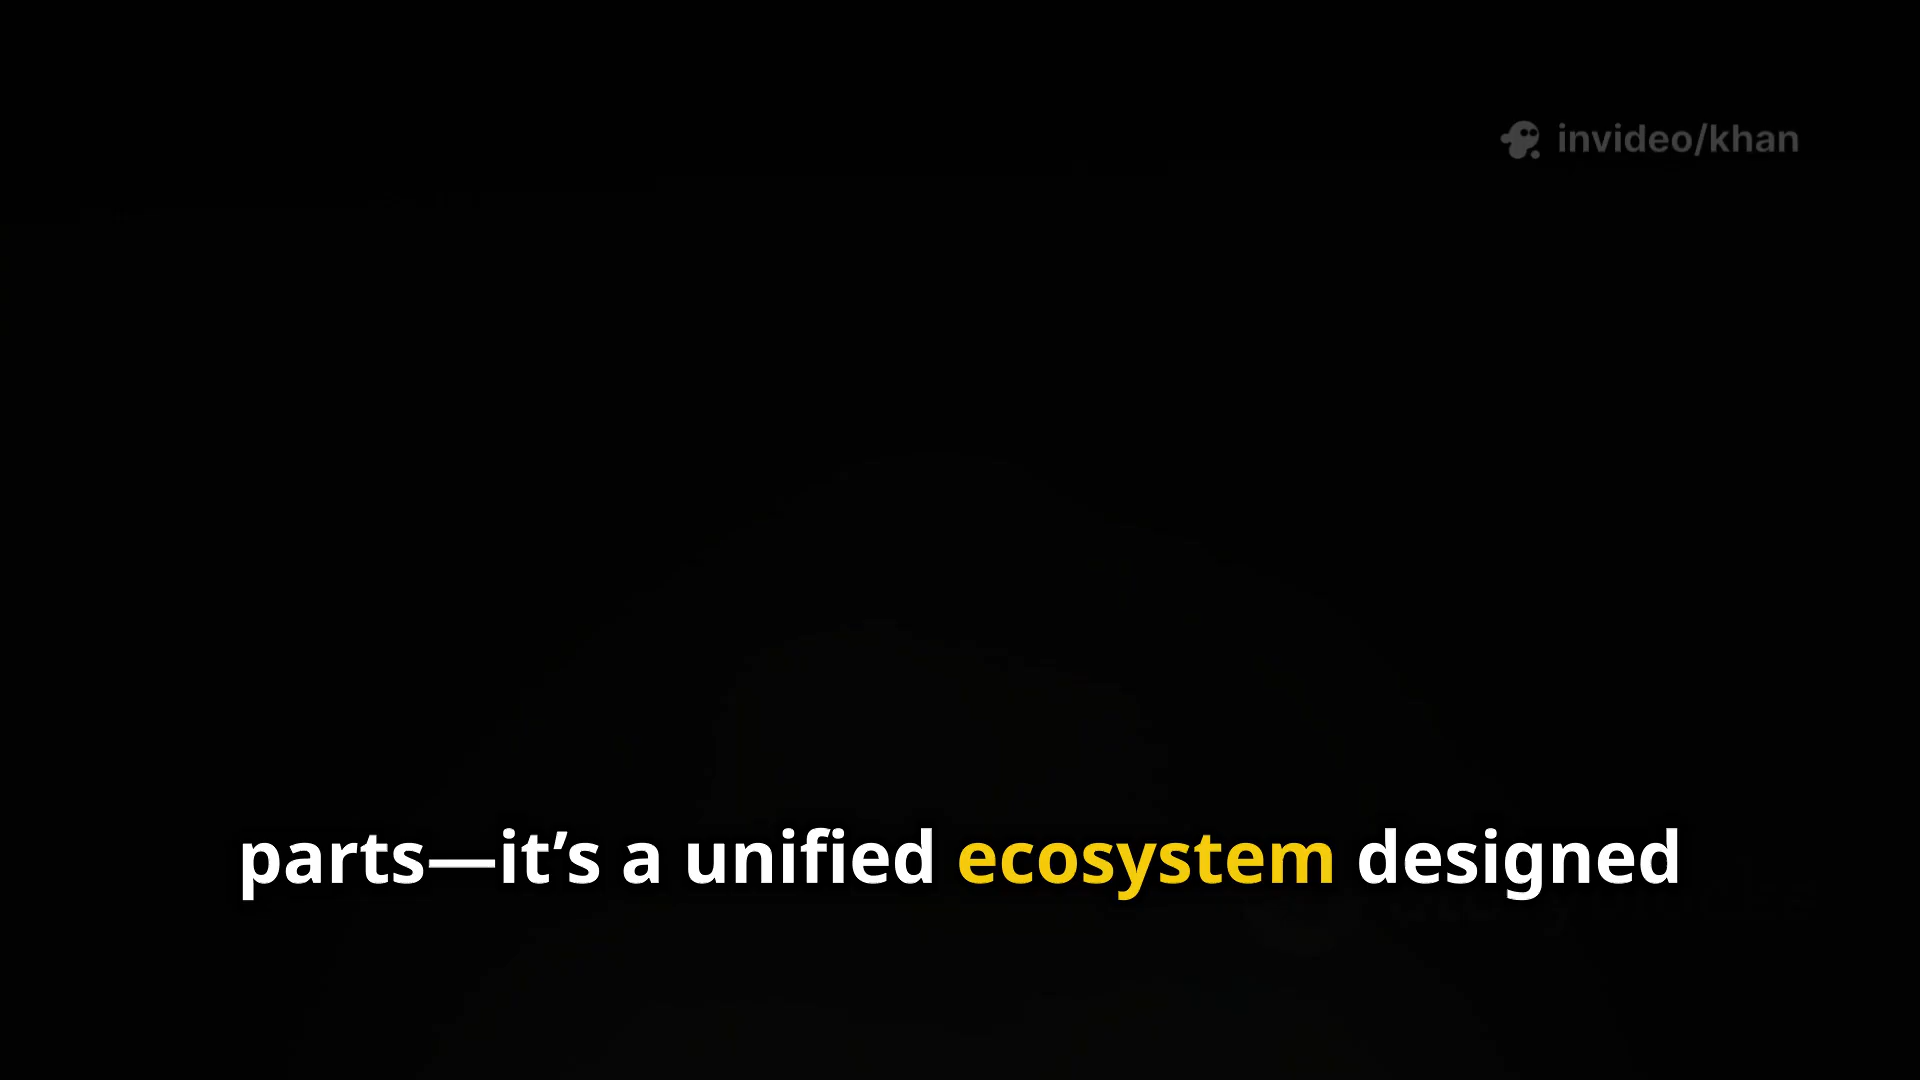 invideo/khan
parts—it’s a unified ecosystem designed